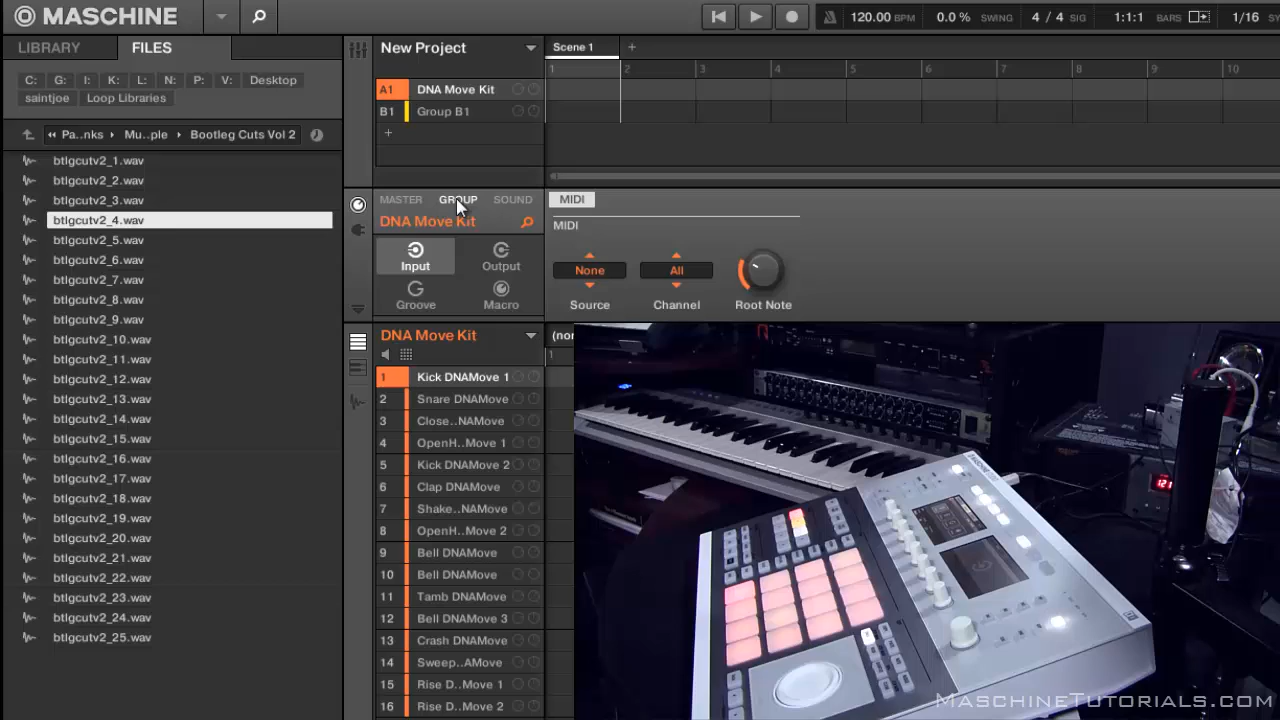 MASCHINE
120.00 BPM 0.0 % SWING 4 / 4 SIG 1:1:1 BARS 1/16
LIBRARY FILES
C: G: I: K: L: N: P: V: Desktop
saintjoe Loop Libraries
Pa..nks Mu..ple Bootleg Cuts Vol 2
btlgcutv2_1.wav
btlgcutv2_2.wav
btlgcutv2_3.wav
btlgcutv2_4.wav
btlgcutv2_5.wav
btlgcutv2_6.wav
btlgcutv2_7.wav
btlgcutv2_8.wav
btlgcutv2_9.wav
btlgcutv2_10.wav
btlgcutv2_11.wav
btlgcutv2_12.wav
btlgcutv2_13.wav
btlgcutv2_14.wav
btlgcutv2_15.wav
btlgcutv2_16.wav
btlgcutv2_17.wav
btlgcutv2_18.wav
btlgcutv2_19.wav
btlgcutv2_20.wav
btlgcutv2_21.wav
btlgcutv2_22.wav
btlgcutv2_23.wav
btlgcutv2_24.wav
btlgcutv2_25.wav
New Project
A1 DNA Move Kit
B1 Group B1
+
Scene 1 +
1 2 3 4 5 6 7 8 9 10
MASTER GROUP SOUND
DNA Move Kit
Input Output
Groove Macro
MIDI
MIDI
None All
Source Channel Root Note
DNA Move Kit
(nor
1
1 Kick DNAMove 1
2 Snare DNAMove
3 Close..NAMove
4 OpenH..Move 1
5 Kick DNAMove 2
6 Clap DNAMove
7 Shake..NAMove
8 OpenH..Move 2
9 Bell DNAMove
10 Bell DNAMove
11 Tamb DNAMove
12 Bell DNAMove 3
13 Crash DNAMove
14 Sweep..AMove
15 Rise D..Move 1
16 Rise D..Move 2
121
MASCHINETUTORIALS.COM